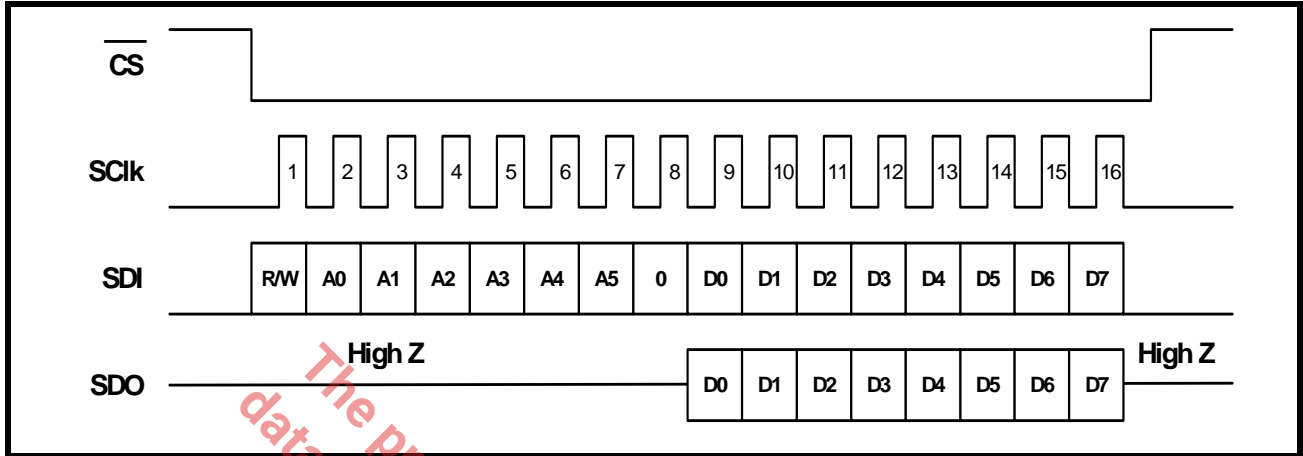 CS
SClk 1 2 3 4 5 6 7 8 9 10 11 12 13 14 15 16
SDI R/W A0 A1 A2 A3 A4 A5 0 D0 D1 D2 D3 D4 D5 D6 D7
High Z High Z
SDO D0 D1 D2 D3 D4 D5 D6 D7
The